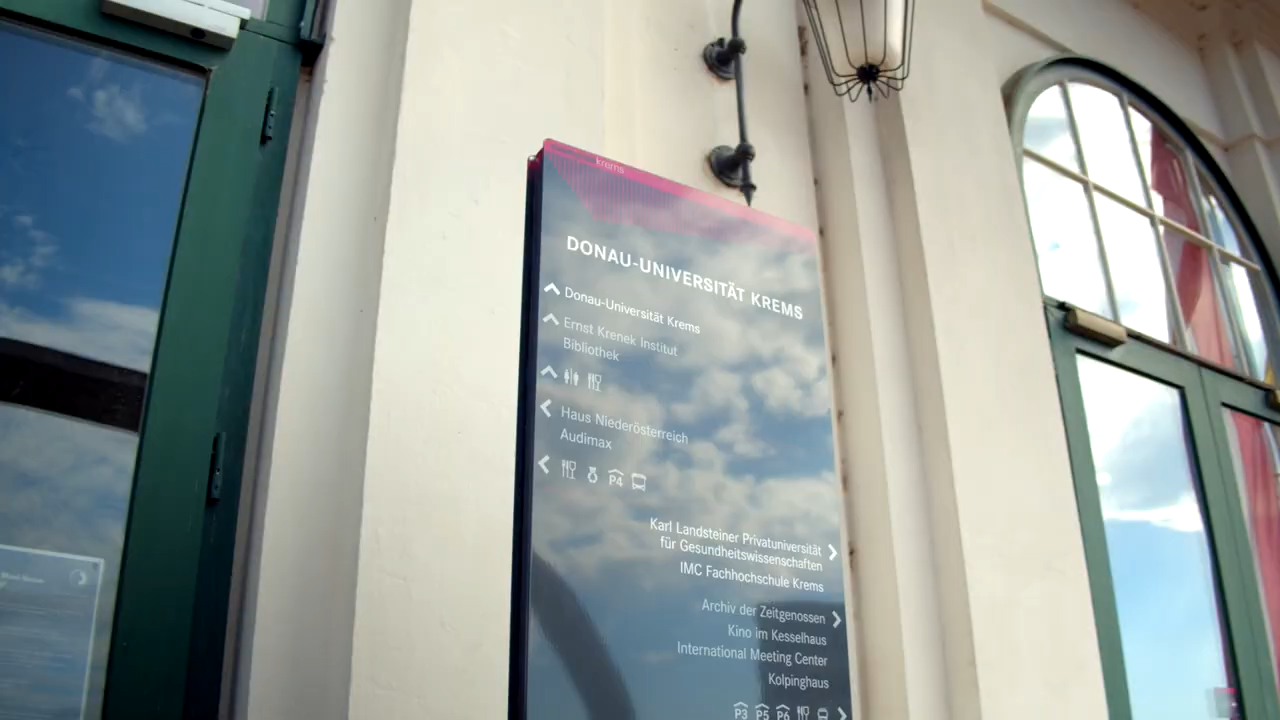 krems
DONAU-UNIVERSITÄT KREMS
Donau-Universität Krems
Ernst Krenek Institut
Bibliothek
Haus Niederösterreich
Audimax
P4
Karl Landsteiner Privatuniversität
für Gesundheitswissenschaften
IMC Fachhochschule Krems
Archiv der Zeitgenossen
Kino im Kesselhaus
International Meeting Center
Kolpinghaus
P3 P5 P6